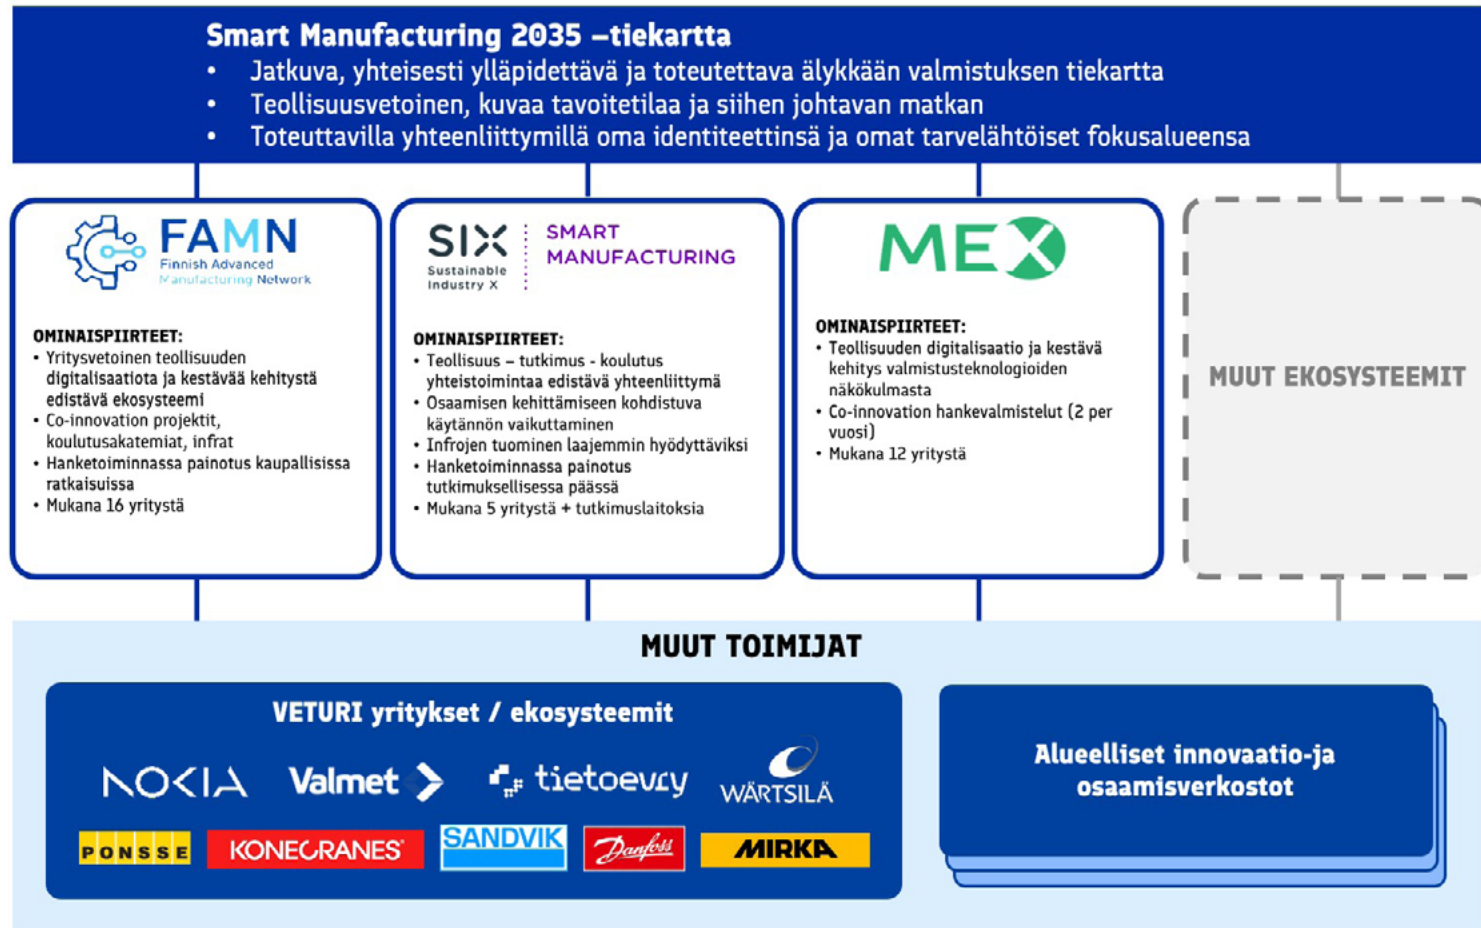 Smart Manufacturing 2035 –tiekartta
• Jatkuva, yhteisesti ylläpidettävä ja toteutettava älykkään valmistuksen tiekartta
• Teollisuusvetoinen, kuvaa tavoitetilaa ja siihen johtavan matkan
• Toteuttavilla yhteenliittymillä oma identiteettinsä ja omat tarvelähtöiset fokusalueensa
FAMN
Finnish Advanced
Manufacturing Network
OMINAISPIIRTEET:
• Yritysvetoinen teollisuuden
digitalisaatiota ja kestävää kehitystä
edistävä ekosysteemi
• Co-innovation projektit,
koulutusakatemiat, infrat
• Hanketoiminnassa painotus kaupallisissa
ratkaisuissa
• Mukana 16 yritystä
SIX
Sustainable
Industry X
SMART
MANUFACTURING
OMINAISPIIRTEET:
• Teollisuus – tutkimus - koulutus
yhteistoimintaa edistävä yhteenliittymä
• Osaamisen kehittämiseen kohdistuva
käytännön vaikuttaminen
• Infrojen tuominen laajemmin hyödyttäviksi
• Hanketoiminnassa painotus
tutkimuksellisessa päässä
• Mukana 5 yritystä + tutkimuslaitoksia
MEX
OMINAISPIIRTEET:
• Teollisuuden digitalisaatio ja kestävä
kehitys valmistusteknologioiden
näkökulmasta
• Co-innovation hankevalmistelut (2 per
vuosi)
• Mukana 12 yritystä
MUUT EKOSYSTEEMIT
MUUT TOIMIJAT
VETURI yritykset / ekosysteemit
NOKIA
Valmet
tietoevry
WÄRTSILÄ
PONSSE
KONECRANES
SANDVIK
Danfoss
MIRKA
Alueelliset innovaatio-ja
osaamisverkostot